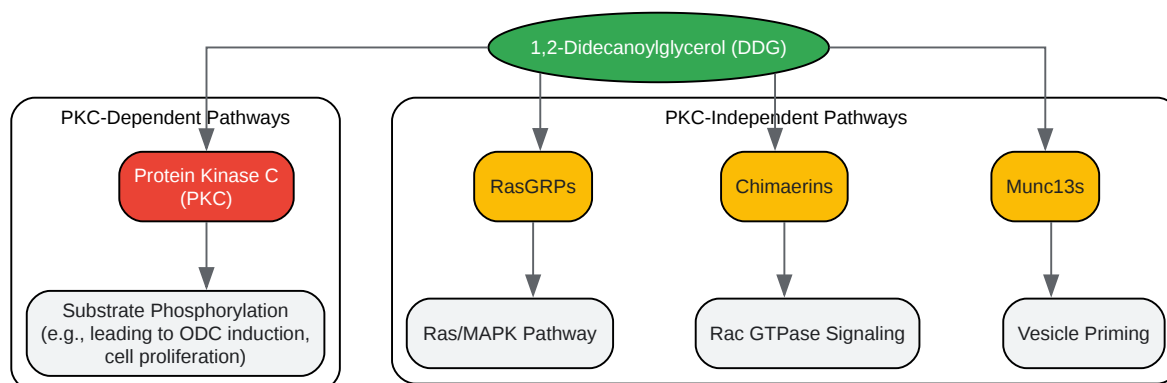 1,2-Didecanoylglycerol (DDG)
PKC-Dependent Pathways
PKC-Independent Pathways
Protein Kinase C
(PKC)
RasGRPs
Chimaerins
Munc13s
Substrate Phosphorylation
(e.g., leading to ODC induction,
cell proliferation)
Ras/MAPK Pathway
Rac GTPase Signaling
Vesicle Priming